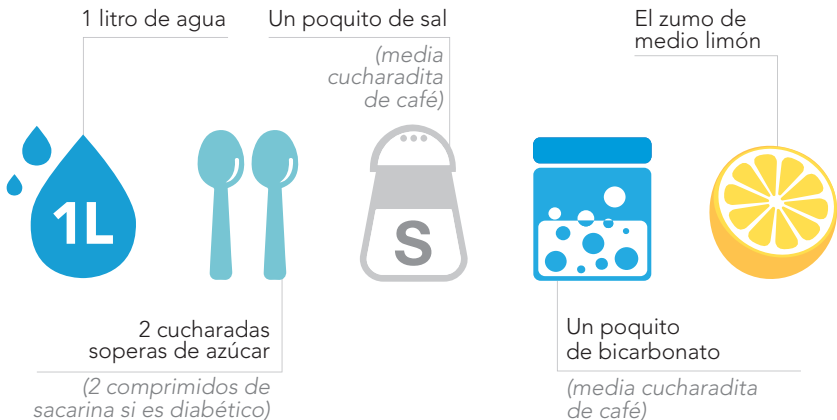 1 litro de agua
Un poquito de sal
(media
cucharadita
de café)
El zumo de
medio limón
1L
S
2 cucharadas
soperas de azúcar
(2 comprimidos de
sacarina si es diabético)
Un poquito
de bicarbonato
(media cucharadita
de café)